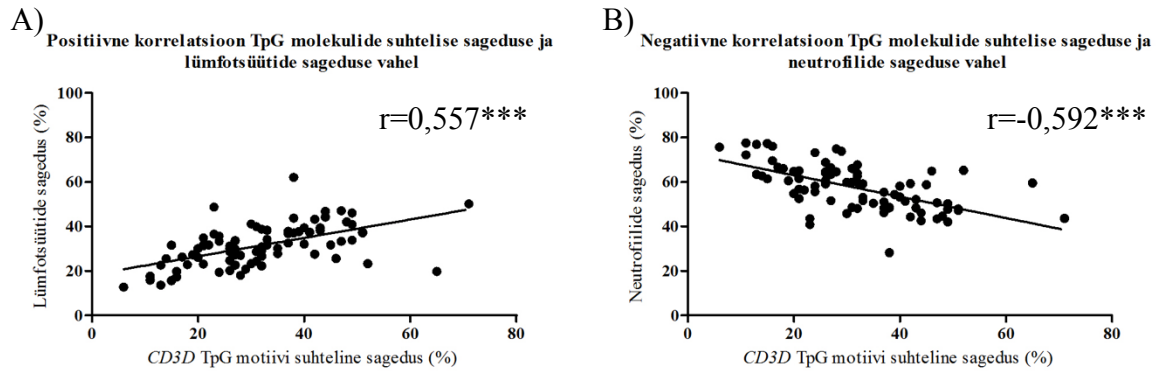 A)
Positiivne korrelatsioon TpG molekulide suhtelise sageduse ja
lümfotsüütide sageduse vahel
r=0,557***
Lümfotsüütide sagedus (%)
100
80
60
40
20
0
0 20 40 60 80
CD3D TpG motiivi suhteline sagedus (%)
B)
Negatiivne korrelatsioon TpG molekulide suhtelise sageduse ja
neutrofiilide sageduse vahel
r=-0,592***
Neutrofiilide sagedus (%)
100
80
60
40
20
0
0 20 40 60 80
CD3D TpG motiivi suhteline sagedus (%)